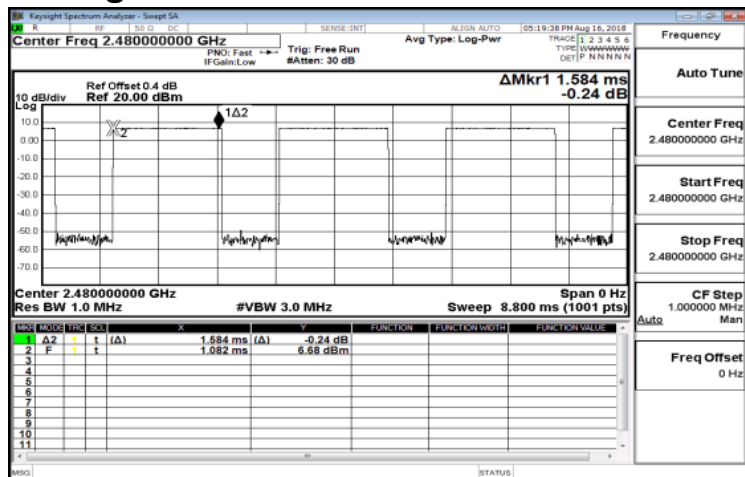 Keysight Spectrum Analyzer - Swept SA
R RF 50 Ω DC SENSE:INT ALIGN AUTO 05:19:38 PM Aug 16, 2018
Center Freq 2.480000000 GHz
PNO: Fast
IFGain:Low
Trig: Free Run
#Atten: 30 dB
Avg Type: Log-Pwr
TRACE 1 2 3 4 5 6
TYPE WWWWWW
DET P N N N N N
ΔMkr1 1.584 ms
-0.24 dB
Ref Offset 0.4 dB
Ref 20.00 dBm
10 dB/div
Log
1Δ2
2
10.0
0.00
-10.0
-20.0
-30.0
-40.0
-50.0
-60.0
-70.0
Center 2.480000000 GHz Span 0 Hz
Res BW 1.0 MHz #VBW 3.0 MHz Sweep 8.800 ms (1001 pts)
MKR MODE TRC SCL X Y FUNCTION FUNCTION WIDTH FUNCTION VALUE
1 Δ2 1 t (Δ) 1.584 ms (Δ) -0.24 dB
2 F 1 t 1.082 ms 6.68 dBm
3
4
5
6
7
8
9
10
11
MSG STATUS
Frequency
Auto Tune
Center Freq
2.480000000 GHz
Start Freq
2.480000000 GHz
Stop Freq
2.480000000 GHz
CF Step
1.000000 MHz
Auto Man
Freq Offset
0 Hz